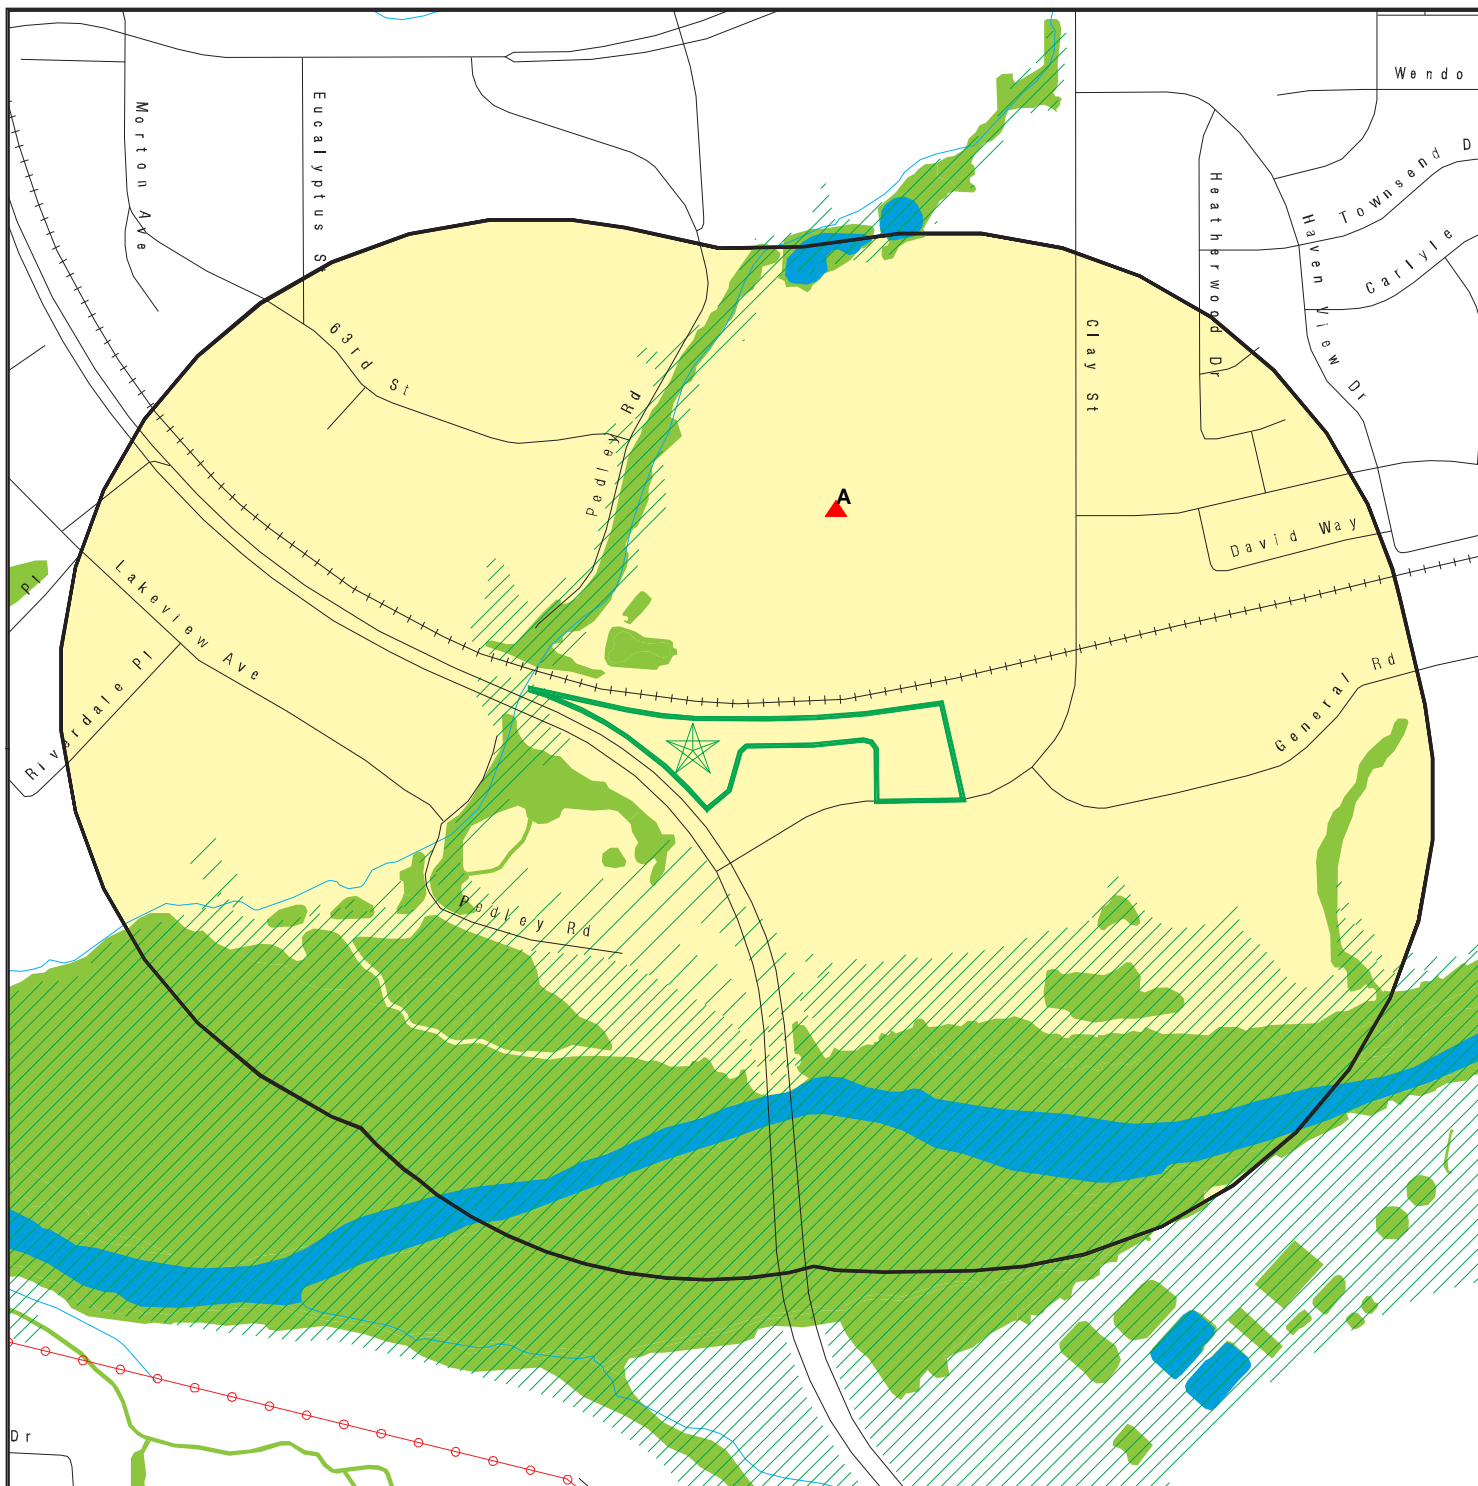 Wendo
Morton Ave
Eucalyptus S
Townsend D
Heatherwood Dr
Haven View Dr
Carlyle
63rd St
Clay St
Pedley Rd
A
David Way
Pl
Lakeview Ave
Riverdale Pl
General Rd
Pedley Rd
Dr